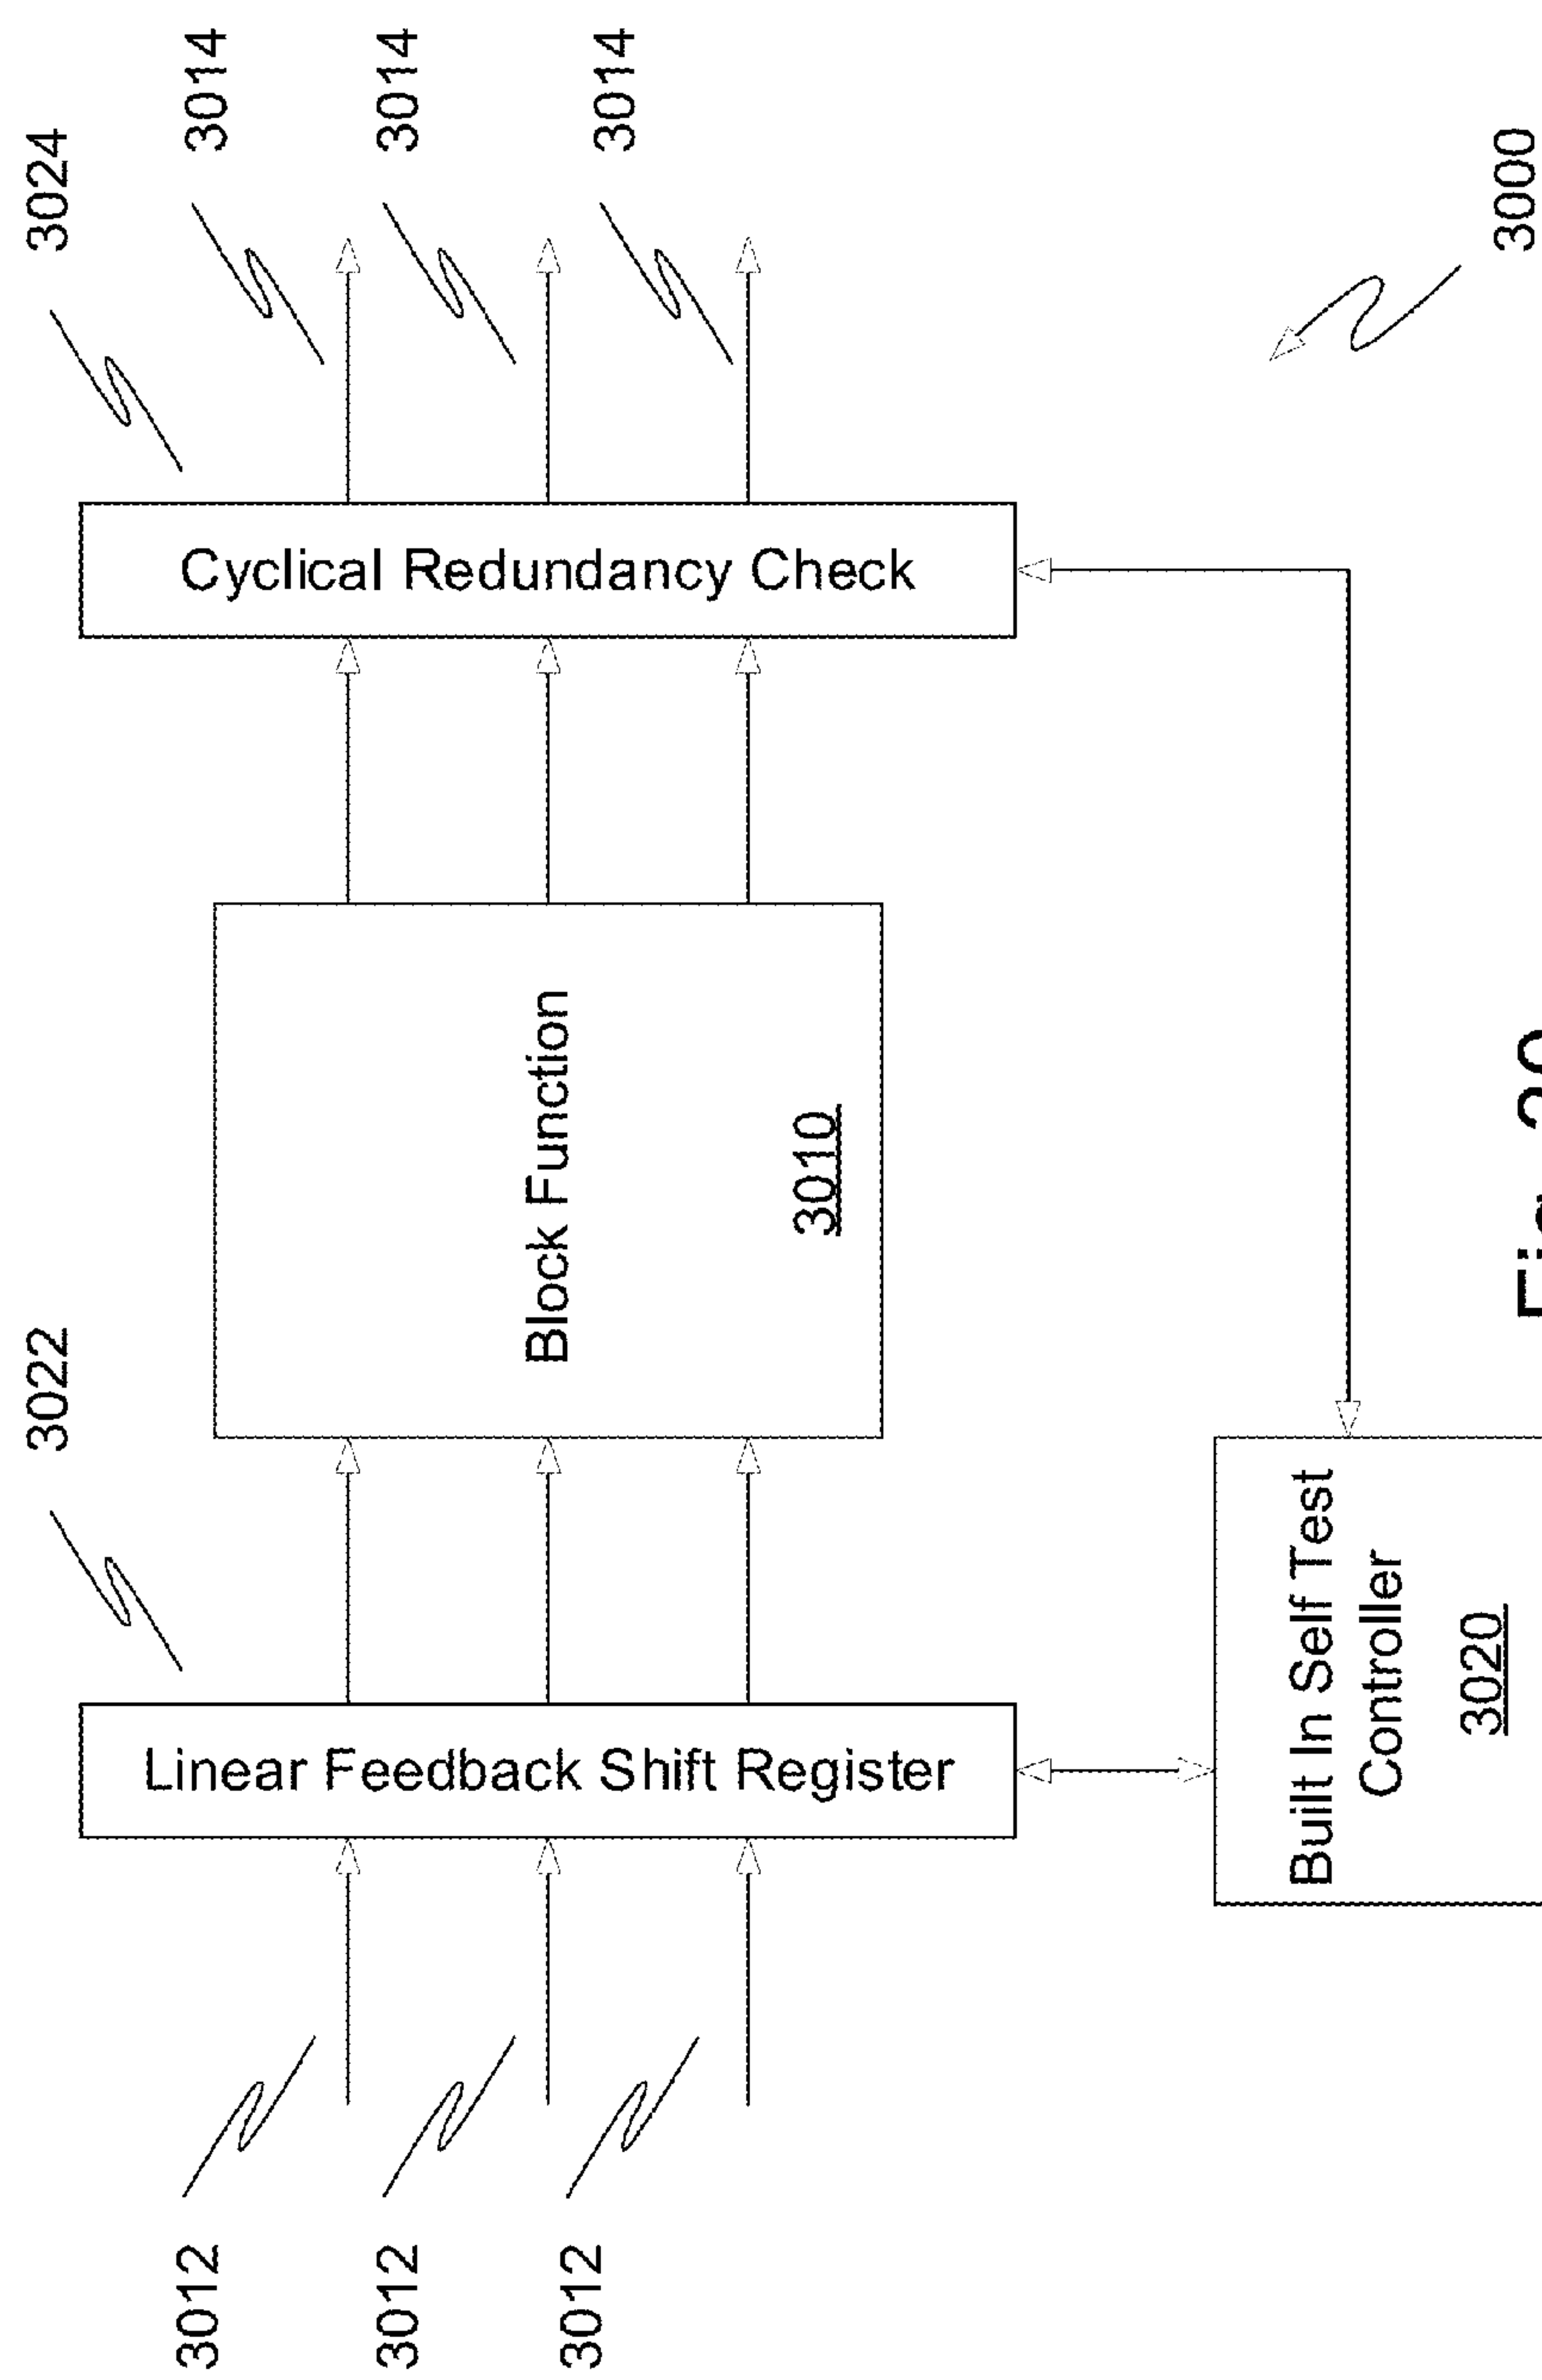 3022
3024
3012
3012
3012
3014
3014
3014
Linear Feedback Shift Register
Block Function
3010
Cyclical Redundancy Check
Built In Self Test
Controller
3020
3000